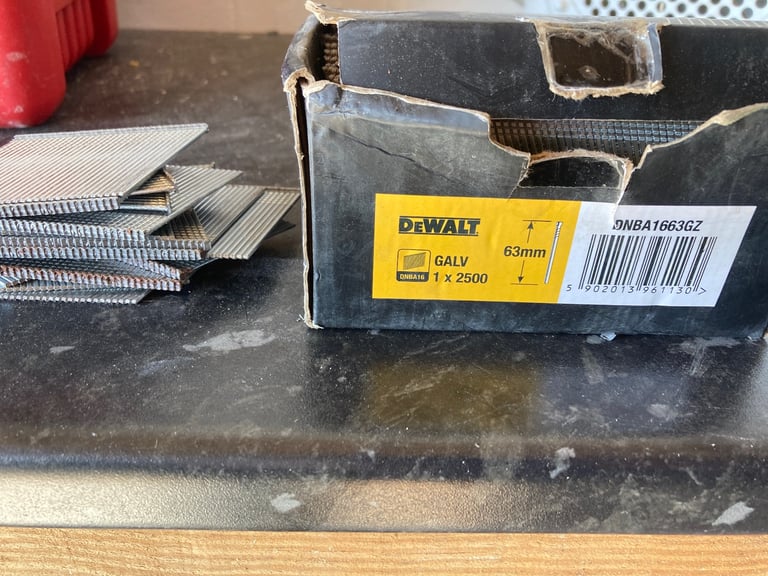 DEWALT
DNBA1663GZ
63mm
GALV
DNBA16 1 x 2500
5 902013 961130 >